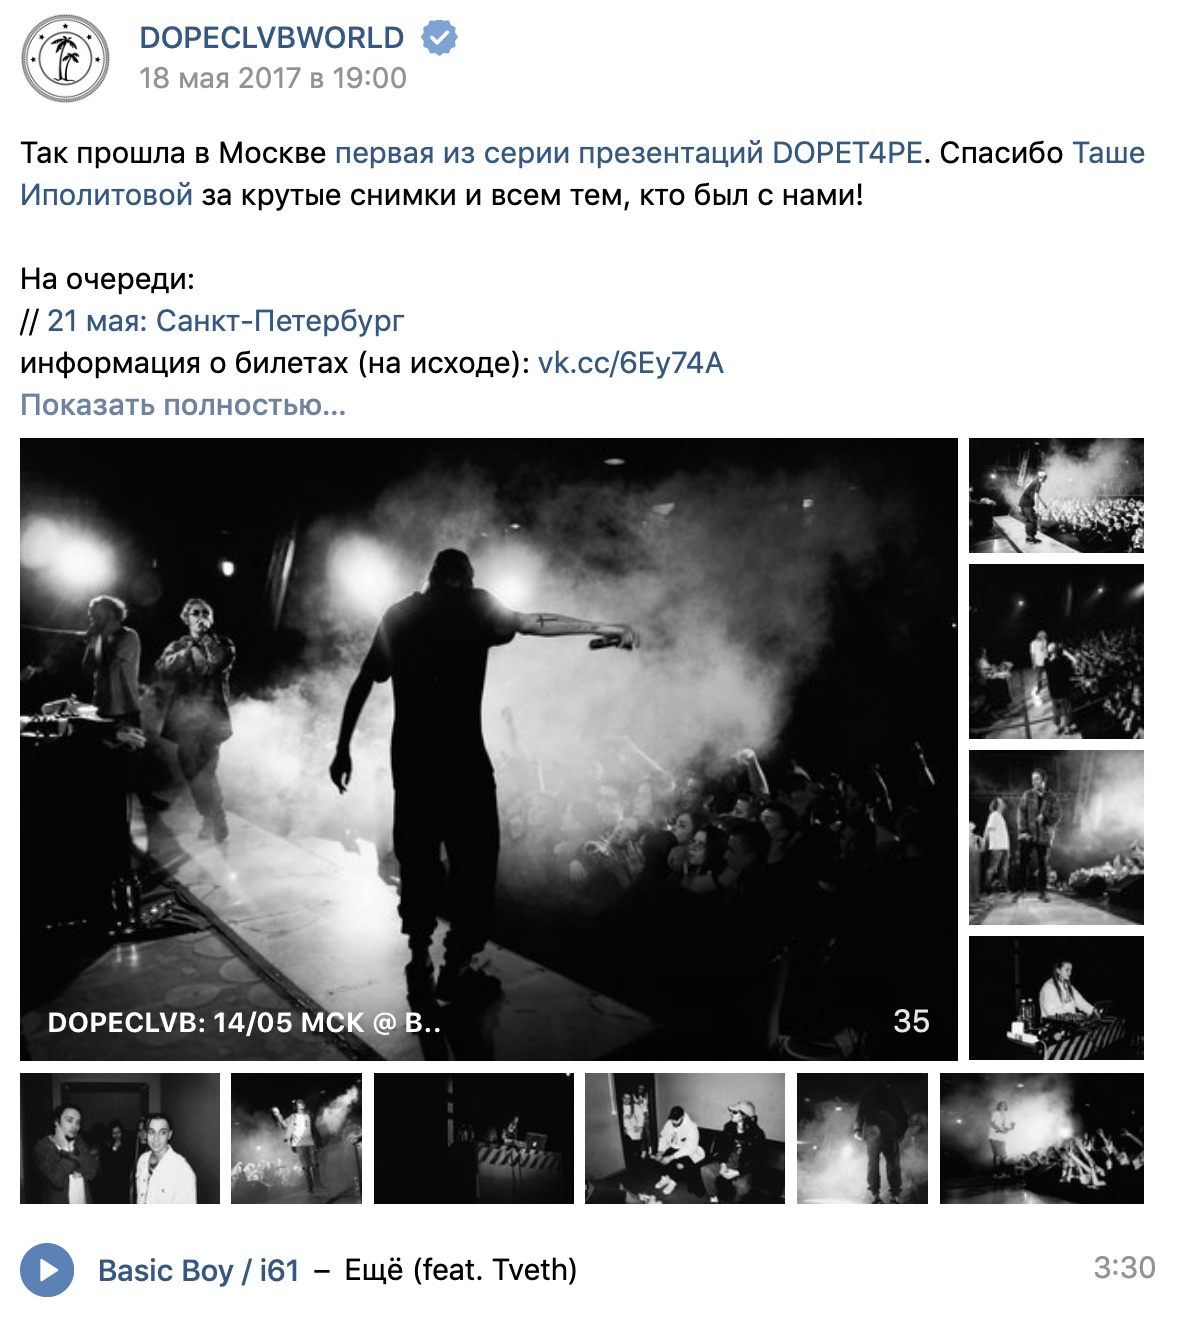 DOPECLVBWORLD
18 мая 2017 в 19:00
Так прошла в Москве первая из серии презентаций DOPET4PE. Спасибо Таше
Иполитовой за крутые снимки и всем тем, кто был с нами!
На очереди:
// 21 мая: Санкт-Петербург
информация о билетах (на исходе): vk.cc/6Ey74A
Показать полностью...
DOPECLVB: 14/05 МСК @ B..
35
Basic Boy / i61 – Ещё (feat. Tveth)
3:30